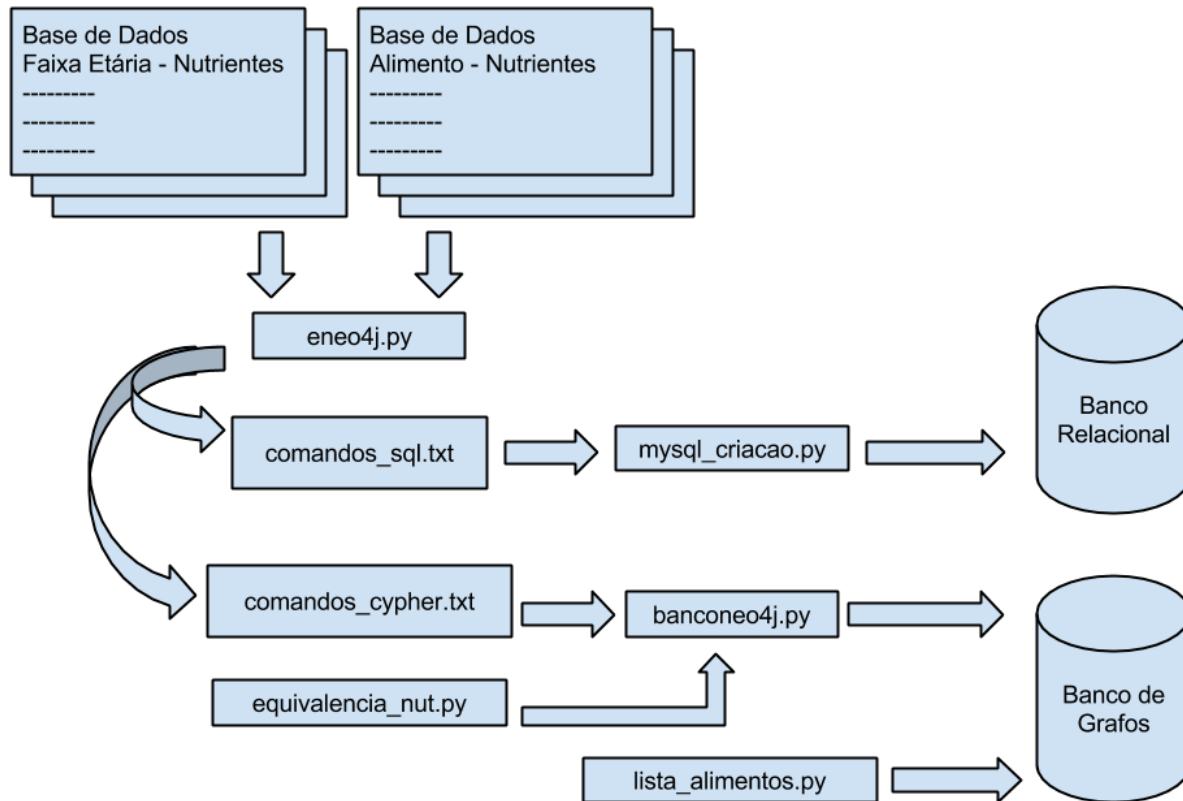 Base de Dados
Faixa Etária - Nutrientes
---------
---------
---------
Base de Dados
Alimento - Nutrientes
---------
---------
---------
eneo4j.py
comandos_sql.txt
mysql_criacao.py
Banco
Relacional
comandos_cypher.txt
banconeo4j.py
equivalencia_nut.py
Banco de
Grafos
lista_alimentos.py